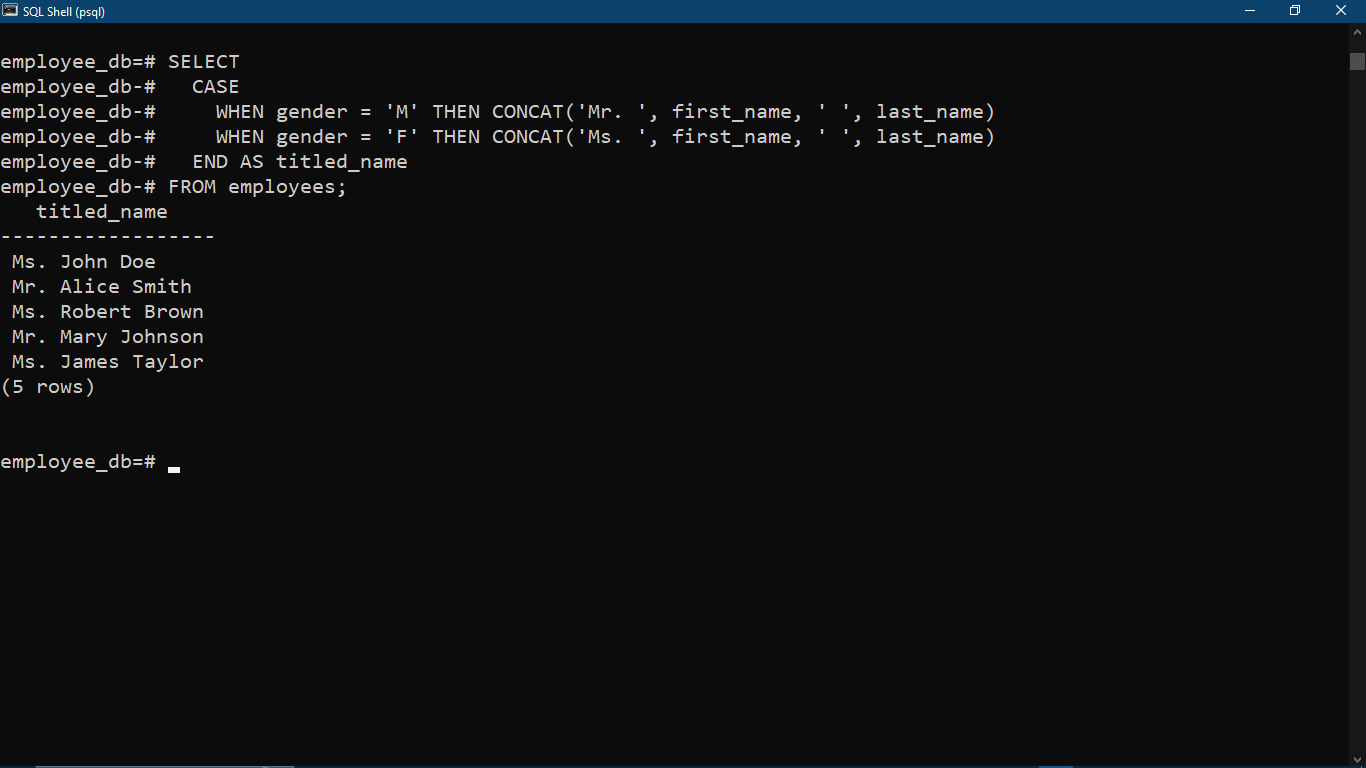 SQL Shell (psql)
employee_db=# SELECT
employee_db-#   CASE
employee_db-#     WHEN gender = 'M' THEN CONCAT('Mr. ', first_name, ' ', last_name)
employee_db-#     WHEN gender = 'F' THEN CONCAT('Ms. ', first_name, ' ', last_name)
employee_db-#   END AS titled_name
employee_db-# FROM employees;
   titled_name
------------------
 Ms. John Doe
 Mr. Alice Smith
 Ms. Robert Brown
 Mr. Mary Johnson
 Ms. James Taylor
(5 rows)
employee_db=#